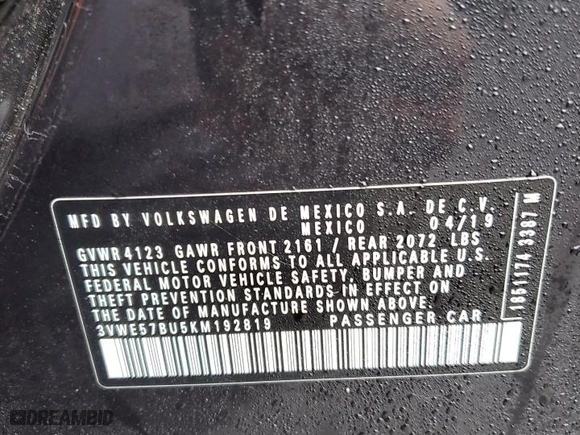 MFD BY VOLKSWAGEN DE MEXICO S.A. DE C.V.
MEXICO 04/19
GVWR 4123 GAWR FRONT 2161 / REAR 2072 LBS
THIS VEHICLE CONFORMS TO ALL APPLICABLE U.S.
FEDERAL MOTOR VEHICLE SAFETY, BUMPER AND
THEFT PREVENTION STANDARDS IN EFFECT ON
THE DATE OF MANUFACTURE SHOWN ABOVE.
3VWE57BU5KM192819 PASSENGER CAR
1851174 3387 M
DREAMBID